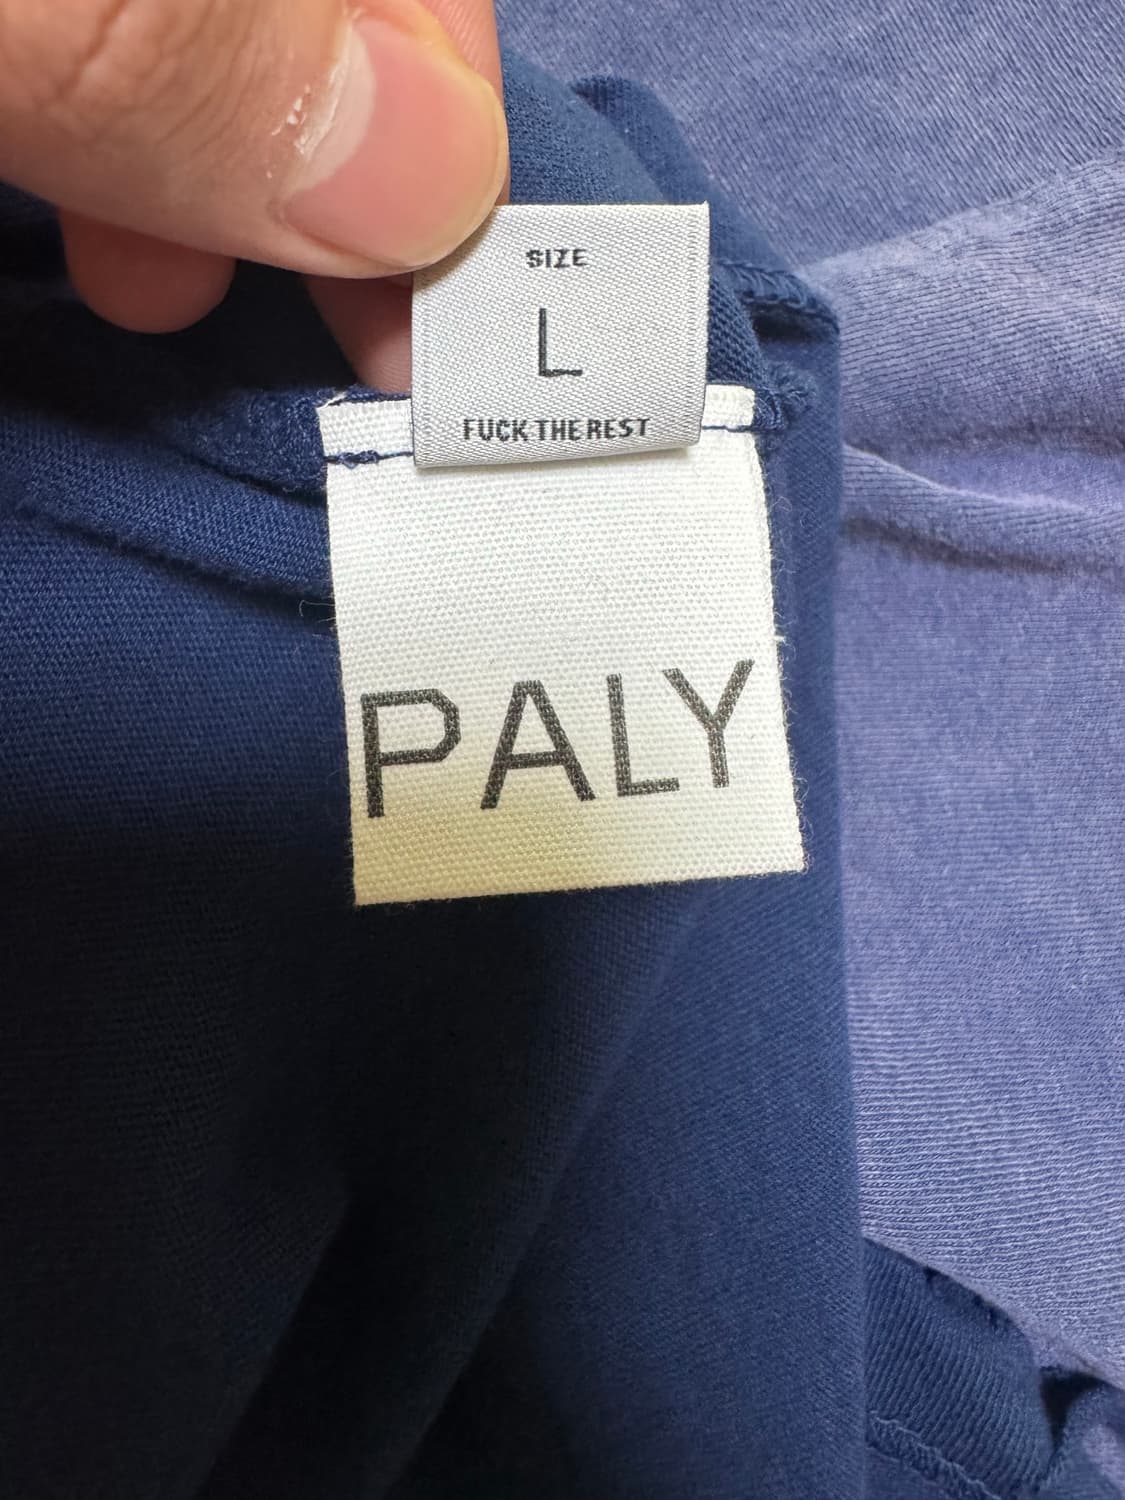 SIZE
L
FUCK THE REST
PALY